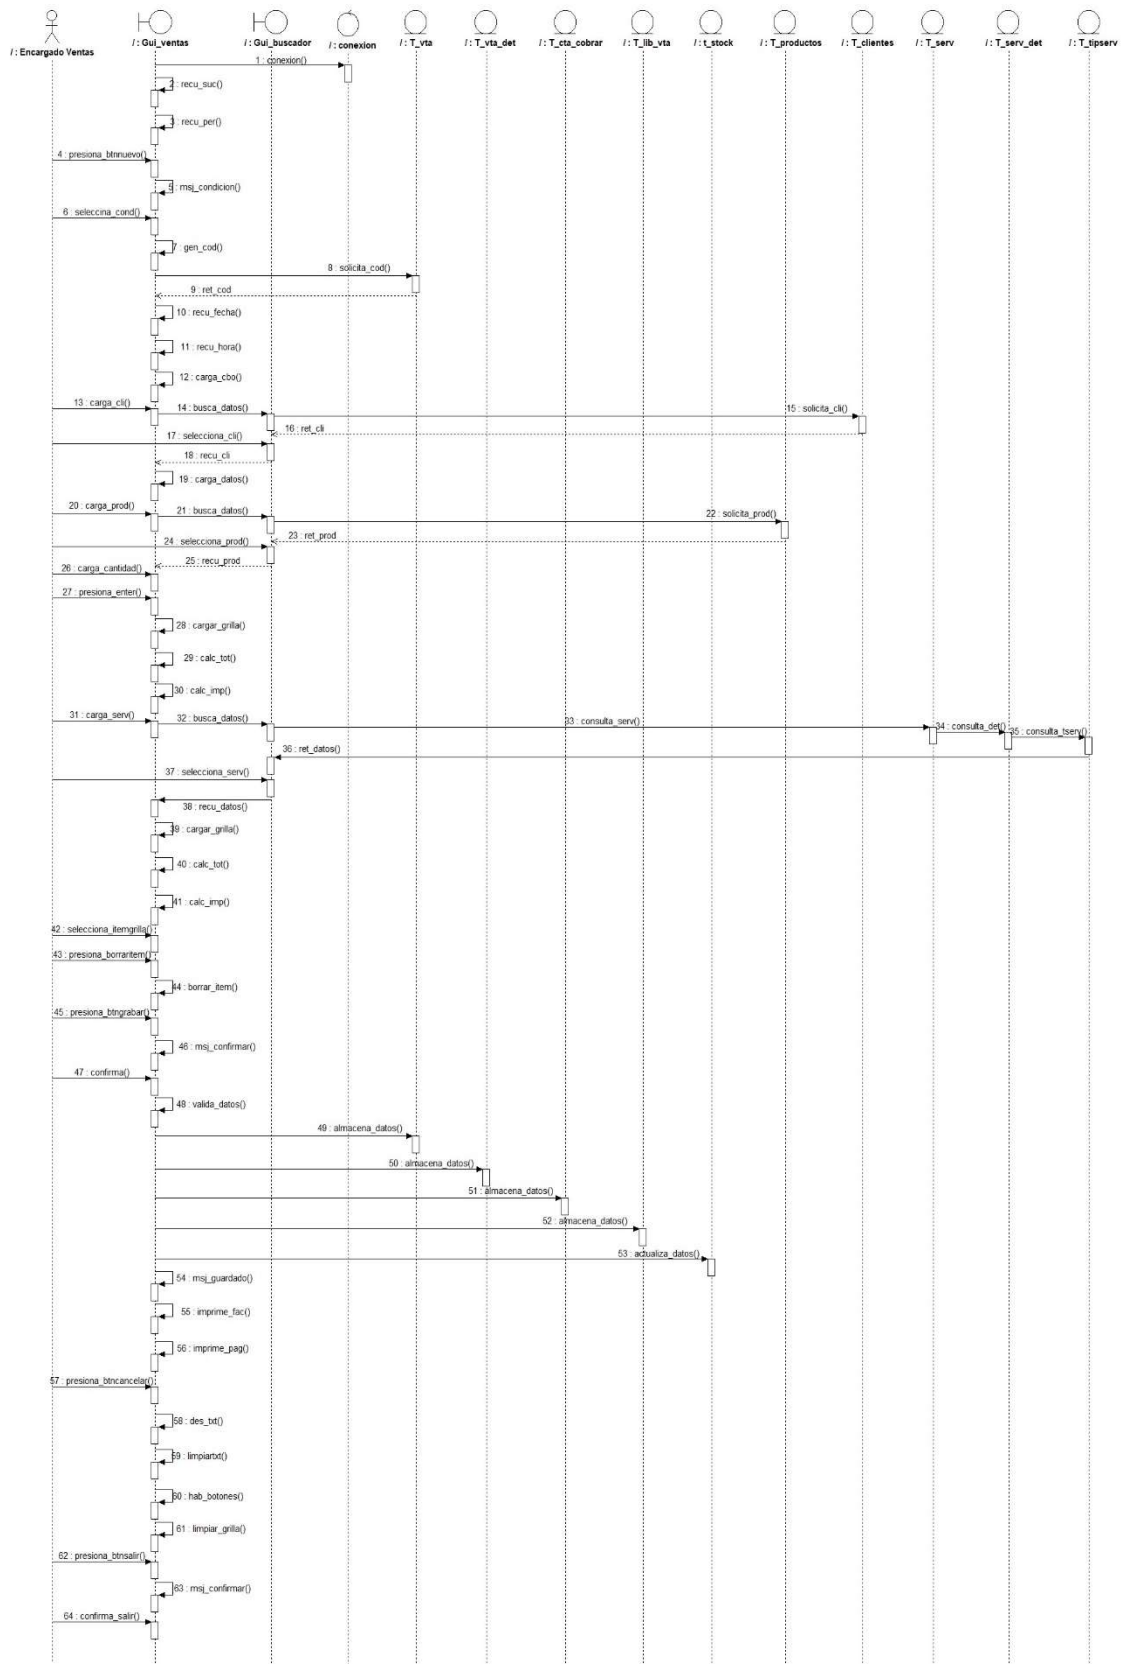 / : Encargado Ventas
/ : Gui_ventas
/ : Gui_buscador
/ : conexion
/ : T_vta
/ : T_vta_det
/ : T_cta_cobrar
/ : T_lib_vta
/ : t_stock
/ : T_productos
/ : T_clientes
/ : T_serv
/ : T_serv_det
/ : T_tipserv
1 : conexion()
2 : recu_suc()
3 : recu_per()
4 : presiona_btnnuevo()
5 : msj_condicion()
6 : seleccina_cond()
7 : gen_cod()
8 : solicita_cod()
9 : ret_cod
10 : recu_fecha()
11 : recu_hora()
12 : carga_cbo()
13 : carga_cli()
14 : busca_datos()
15 : solicita_cli()
16 : ret_cli
17 : selecciona_cli()
18 : recu_cli
19 : carga_datos()
20 : carga_prod()
21 : busca_datos()
22 : solicita_prod()
23 : ret_prod
24 : selecciona_prod()
25 : recu_prod
26 : carga_cantidad()
27 : presiona_enter()
28 : cargar_grilla()
29 : calc_tot()
30 : calc_imp()
31 : carga_serv()
32 : busca_datos()
33 : consulta_serv()
34 : consulta_det()
35 : consulta_tserv()
36 : ret_datos()
37 : selecciona_serv()
38 : recu_datos()
39 : cargar_grilla()
40 : calc_tot()
41 : calc_imp()
42 : selecciona_itemgrilla()
43 : presiona_borraritem()
44 : borrar_item()
45 : presiona_btngrabar()
46 : msj_confirmar()
47 : confirma()
48 : valida_datos()
49 : almacena_datos()
50 : almacena_datos()
51 : almacena_datos()
52 : almacena_datos()
53 : actualiza_datos()
54 : msj_guardado()
55 : imprime_fac()
56 : imprime_pag()
57 : presiona_btncancelar()
58 : des_txt()
59 : limpiartxt()
60 : hab_botones()
61 : limpiar_grilla()
62 : presiona_btnsalir()
63 : msj_confirmar()
64 : confirma_salir()